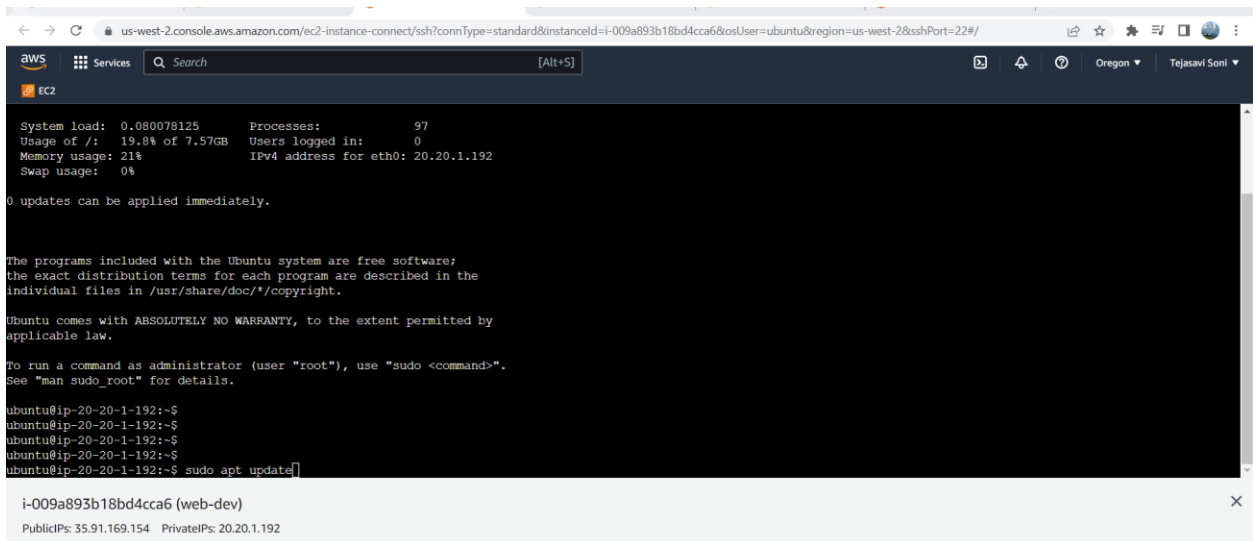 us-west-2.console.aws.amazon.com/ec2-instance-connect/ssh?connType=standard&instanceId=i-009a893b18bd4cca6&osUser=ubuntu&region=us-west-2&sshPort=22#/
aws Services Search [Alt+S] Oregon Tejasavi Soni
EC2
System load: 0.080078125 Processes: 97
Usage of /: 19.8% of 7.57GB Users logged in: 0
Memory usage: 21% IPv4 address for eth0: 20.20.1.192
Swap usage: 0%
0 updates can be applied immediately.
The programs included with the Ubuntu system are free software;
the exact distribution terms for each program are described in the
individual files in /usr/share/doc/*/copyright.
Ubuntu comes with ABSOLUTELY NO WARRANTY, to the extent permitted by
applicable law.
To run a command as administrator (user "root"), use "sudo <command>".
See "man sudo_root" for details.
ubuntu@ip-20-20-1-192:~$
ubuntu@ip-20-20-1-192:~$
ubuntu@ip-20-20-1-192:~$
ubuntu@ip-20-20-1-192:~$
ubuntu@ip-20-20-1-192:~$ sudo apt update
i-009a893b18bd4cca6 (web-dev)
PublicIPs: 35.91.169.154 PrivateIPs: 20.20.1.192